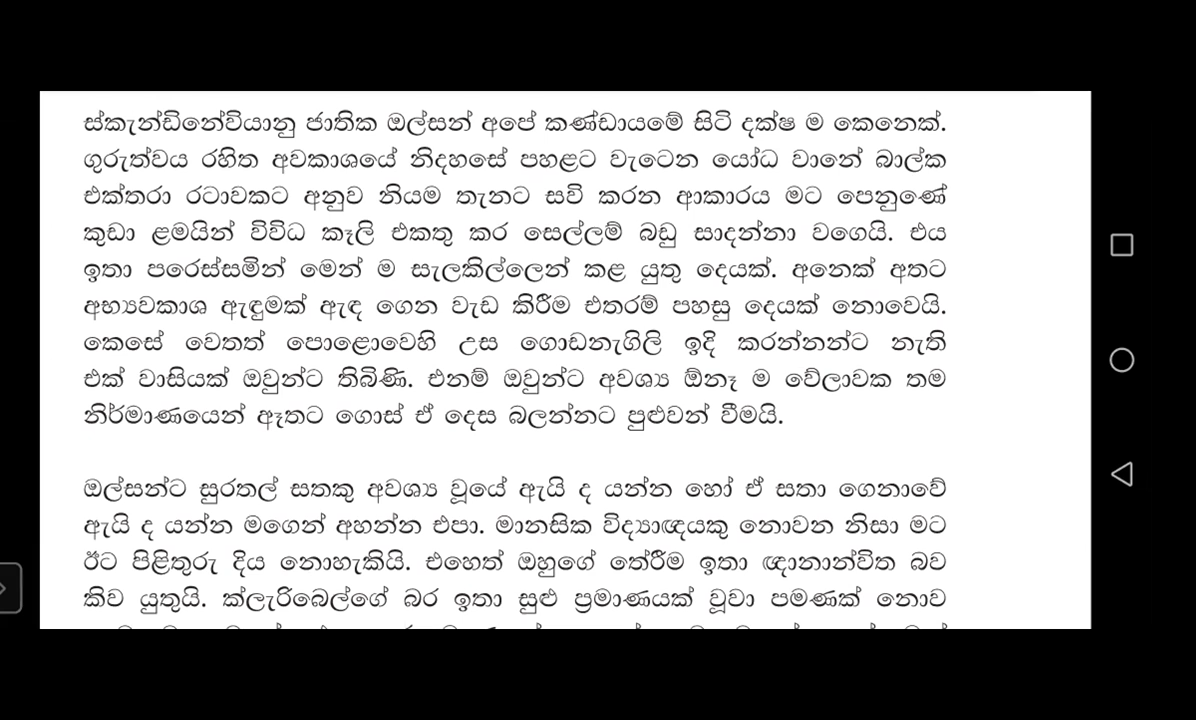 ස්කැන්ඩිනේවියානු ජාතික ඔල්සන් අපේ කණ්ඩායමේ සිටි දක්ෂ ම කෙනෙක්.
ගුරුත්වය රහිත අවකාශයේ නිදහසේ පහළට වැටෙන යෝධ වානේ බාල්ක
එක්තරා රටාවකට අනුව නියම තැනට සවි කරන ආකාරය මට පෙනුණේ
කුඩා ළමයින් විවිධ කෑලි එකතු කර සෙල්ලම් බඩු සාදන්නා වගෙයි. එය
ඉතා පරෙස්සමින් මෙන් ම සැලකිල්ලෙන් කළ යුතු දෙයක්. අනෙක් අතට
අභ්‍යවකාශ ඇඳුමක් ඇඳ ගෙන වැඩ කිරීම එතරම් පහසු දෙයක් නොවෙයි.
කෙසේ වෙතත් පොළොවෙහි උස ගොඩනැගිලි ඉදි කරන්නන්ට නැති
එක් වාසියක් ඔවුන්ට තිබිණි. එනම් ඔවුන්ට අවශ්‍ය ඕනෑ ම වේලාවක තම
නිර්මාණයෙන් ඈතට ගොස් ඒ දෙස බලන්නට පුළුවන් වීමයි.
ඔල්සන්ට සුරතල් සතකු අවශ්‍ය වූයේ ඇයි ද යන්න හෝ ඒ සතා ගෙනාවේ
ඇයි ද යන්න මගෙන් අහන්න එපා. මානසික විද්‍යාඥයකු නොවන නිසා මට
ඊට පිළිතුරු දිය නොහැකියි. එහෙත් ඔහුගේ තේරීම ඉතා ඥානාන්විත බව
කිව යුතුයි. ක්ලැරිබෙල්ගේ බර ඉතා සුළු ප්‍රමාණයක් වූවා පමණක් නොව